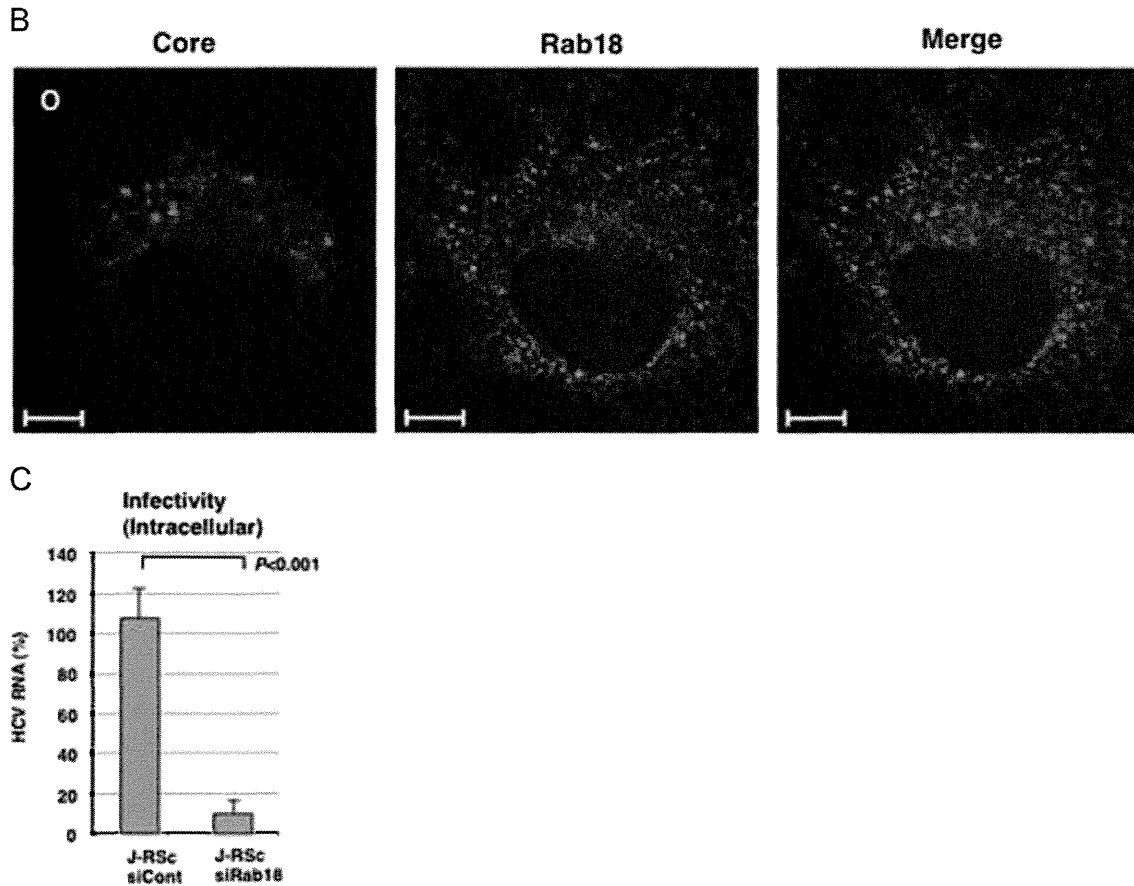 B
Core
Rab18
Merge
O
C
Infectivity
(Intracellular)
140
120
100
80
60
40
20
0
HCV RNA (%)
P<0.001
J-RSc
siCont
J-RSc
siRab18